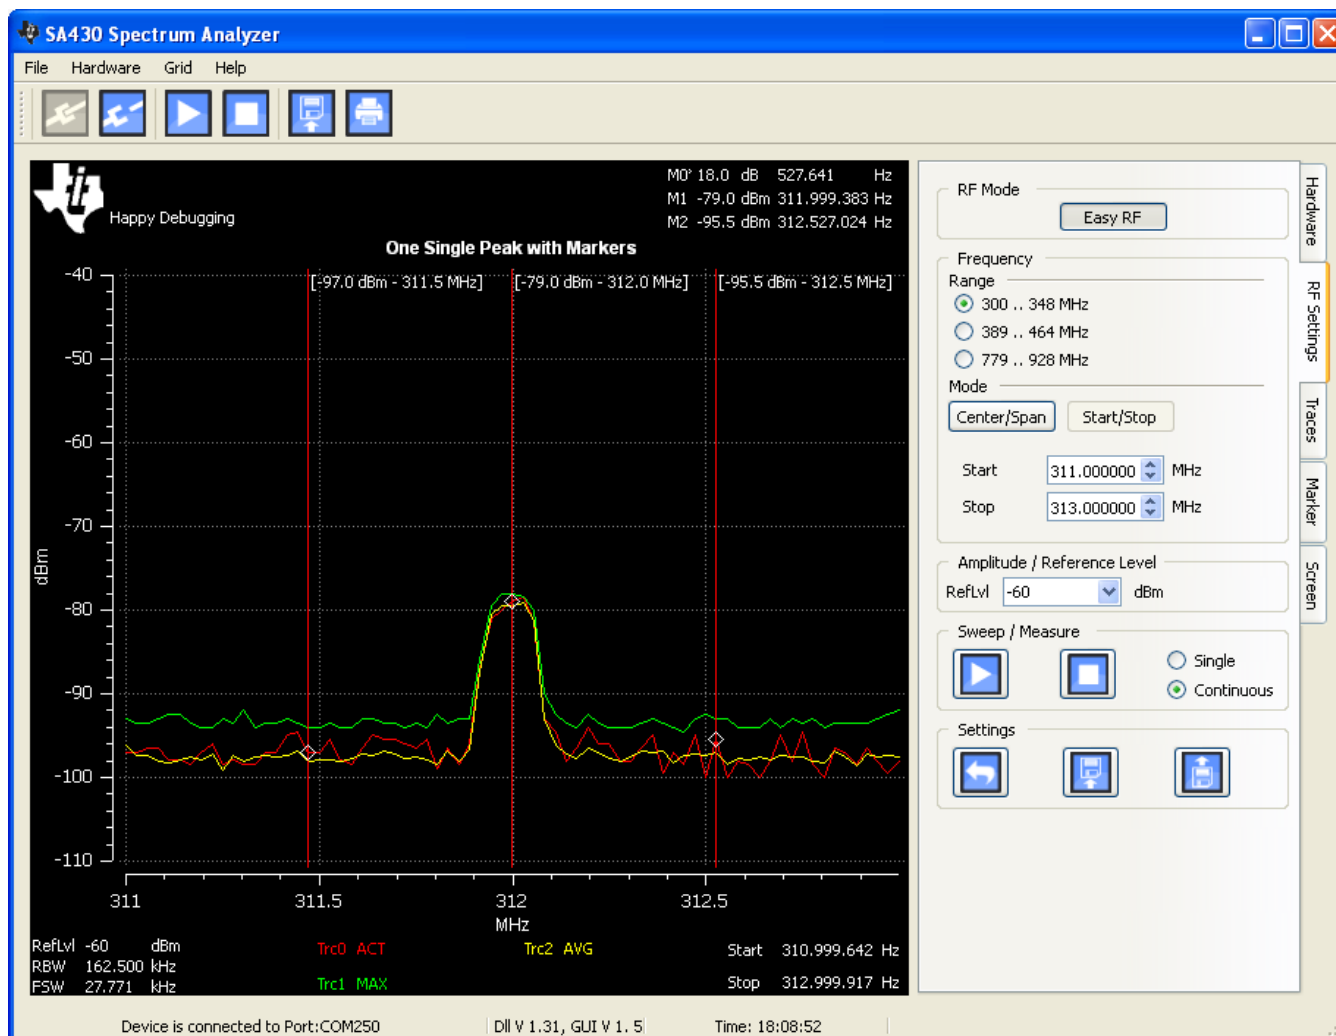 SA430 Spectrum Analyzer
File Hardware Grid Help
Happy Debugging
M0' 18.0 dB 527.641 Hz
M1 -79.0 dBm 311.999.383 Hz
M2 -95.5 dBm 312.527.024 Hz
One Single Peak with Markers
[-97.0 dBm - 311.5 MHz] [-79.0 dBm - 312.0 MHz] [-95.5 dBm - 312.5 MHz]
-40
-50
-60
-70
-80
-90
-100
-110
dBm
311 311.5 312 312.5
MHz
RefLvl -60 dBm
RBW 162.500 kHz
FSW 27.771 kHz
Trc0 ACT
Trc1 MAX
Trc2 AVG
Start 310.999.642 Hz
Stop 312.999.917 Hz
RF Mode
Easy RF
Frequency
Range
300 .. 348 MHz
389 .. 464 MHz
779 .. 928 MHz
Mode
Center/Span Start/Stop
Start 311.000000 MHz
Stop 313.000000 MHz
Amplitude / Reference Level
RefLvl -60 dBm
Sweep / Measure
Single
Continuous
Settings
Hardware
RF Settings
Traces
Marker
Screen
Device is connected to Port:COM250 Dll V 1.31, GUI V 1. 5 Time: 18:08:52